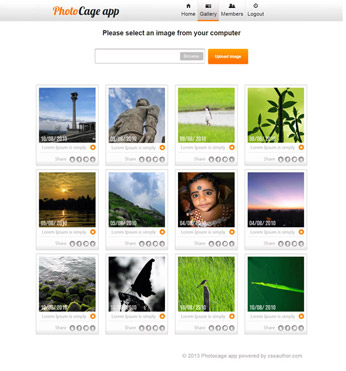 PhotoCage app
Home Gallery Members Logout
Please select an image from your computer
Browse Upload image
10/08/ 2010 05/08/ 2010 09/08/ 2010 10/08/ 2010
Lorem Ipsum is simply Lorem Ipsum is simply Lorem Ipsum is simply Lorem Ipsum is simply
Share Share Share Share
10/08/ 2010 05/08/ 2010 04/08/ 2010 04/08/ 2010
Lorem Ipsum is simply Lorem Ipsum is simply Lorem Ipsum is simply Lorem Ipsum is simply
Share Share Share Share
10/08/ 2010 10/08/ 2010 10/08/ 2010
Lorem Ipsum is simply Lorem Ipsum is simply Lorem Ipsum is simply Lorem Ipsum is simply
Share Share Share Share
© 2013 Photocage app powered by cssauthor.com